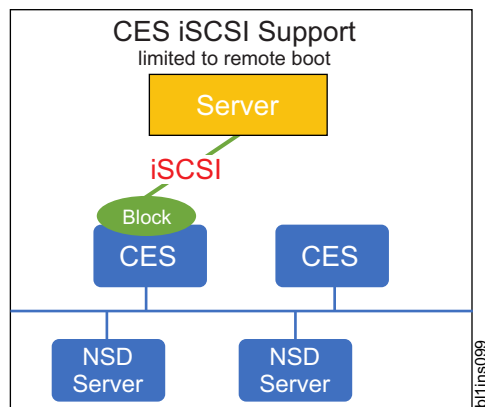 CES iSCSI Support
limited to remote boot
Server
iSCSI
Block
CES
CES
NSD
Server
NSD
Server
bl1ins099